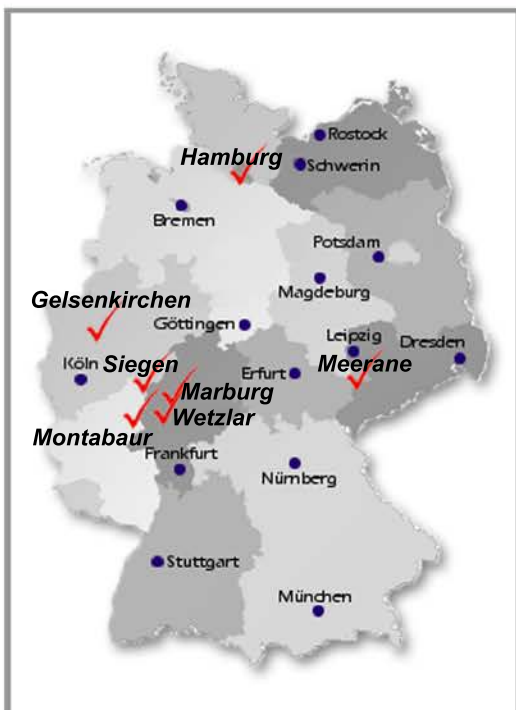 Rostock
Hamburg
Schwerin
Bremen
Potsdam
Magdeburg
Gelsenkirchen
Göttingen
Leipzig
Dresden
Köln
Siegen
Erfurt
Meerane
Marburg
Wetzlar
Montabaur
Frankfurt
Nürnberg
Stuttgart
München